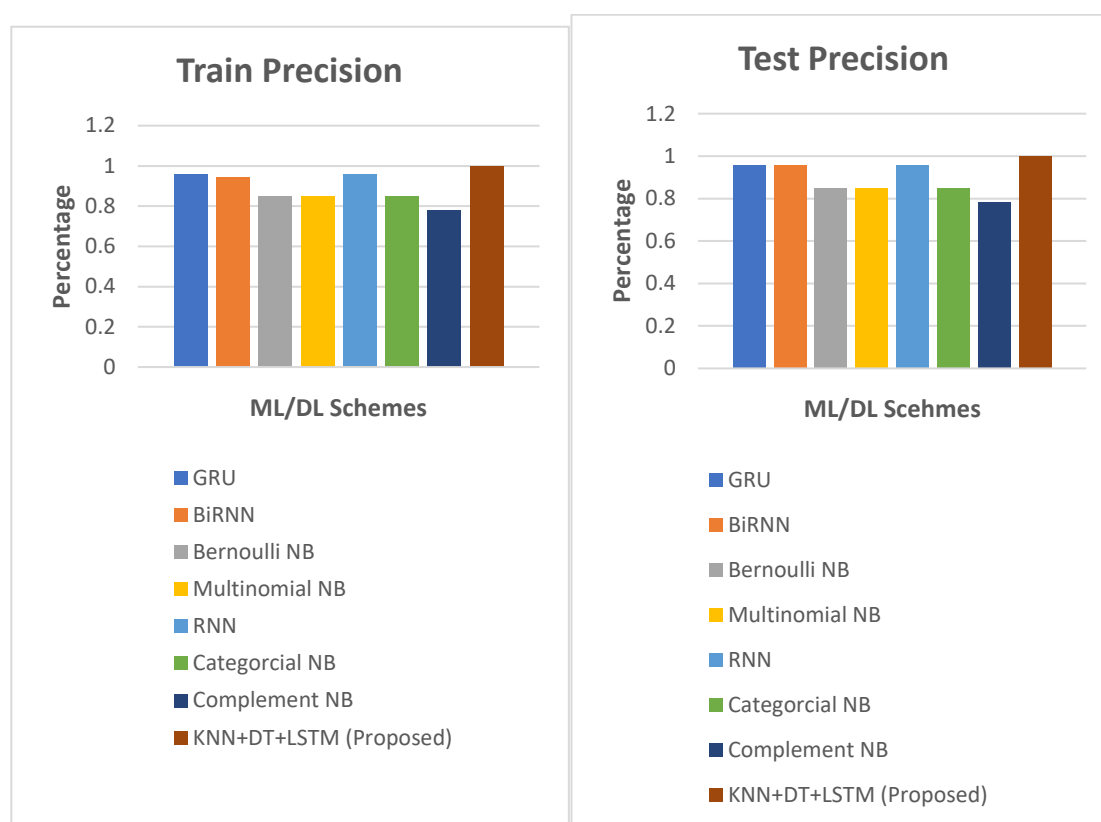 Train Precision
1.2
1
0.8
0.6
0.4
0.2
0
Percentage
ML/DL Schemes
GRU
BiRNN
Bernoulli NB
Multinomial NB
RNN
Categorcial NB
Complement NB
KNN+DT+LSTM (Proposed)
Test Precision
1.2
1
0.8
0.6
0.4
0.2
0
Percentage
ML/DL Scehmes
GRU
BiRNN
Bernoulli NB
Multinomial NB
RNN
Categorcial NB
Complement NB
KNN+DT+LSTM (Proposed)